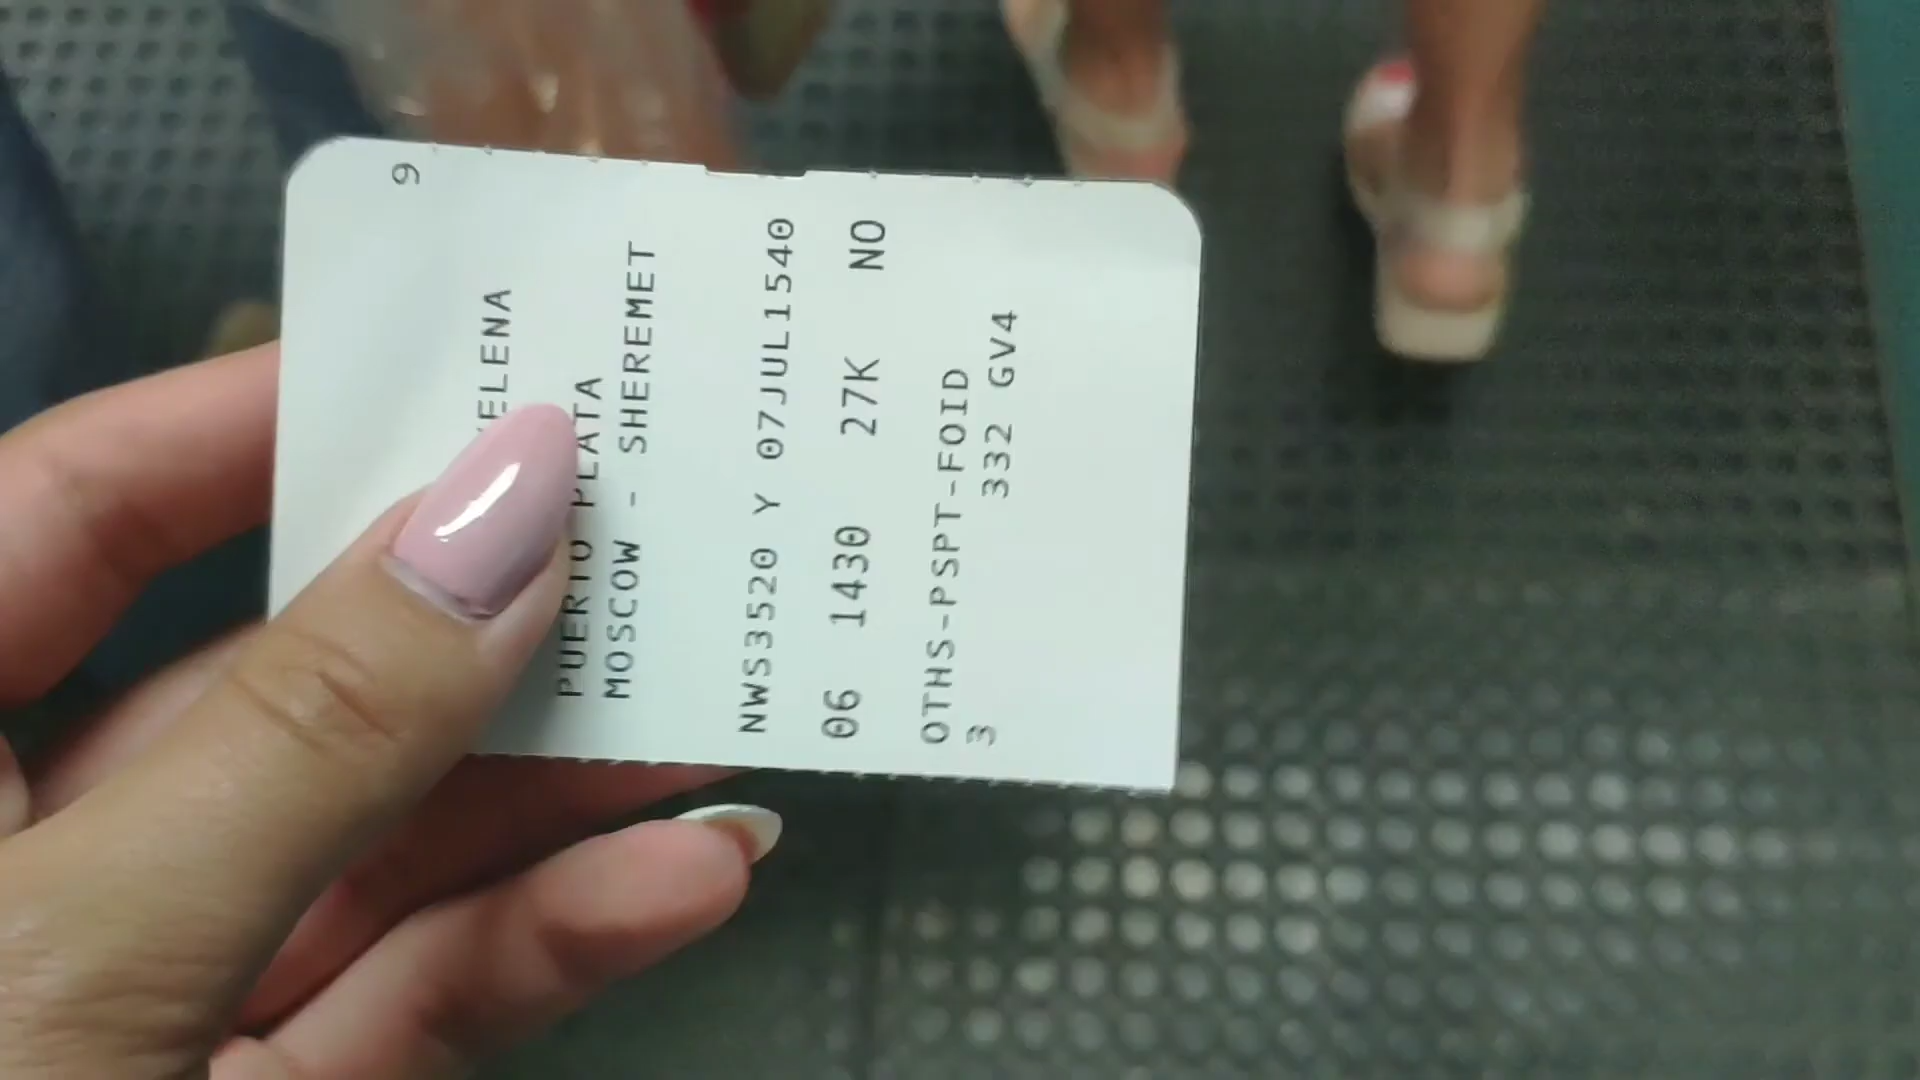 9
ELENA
PUERTO PLATA
MOSCOW - SHEREMET
NWS3520 Y 07JUL1540
06 1430 27K NO
OTHS-PSPT-FOID
3 332 GV4